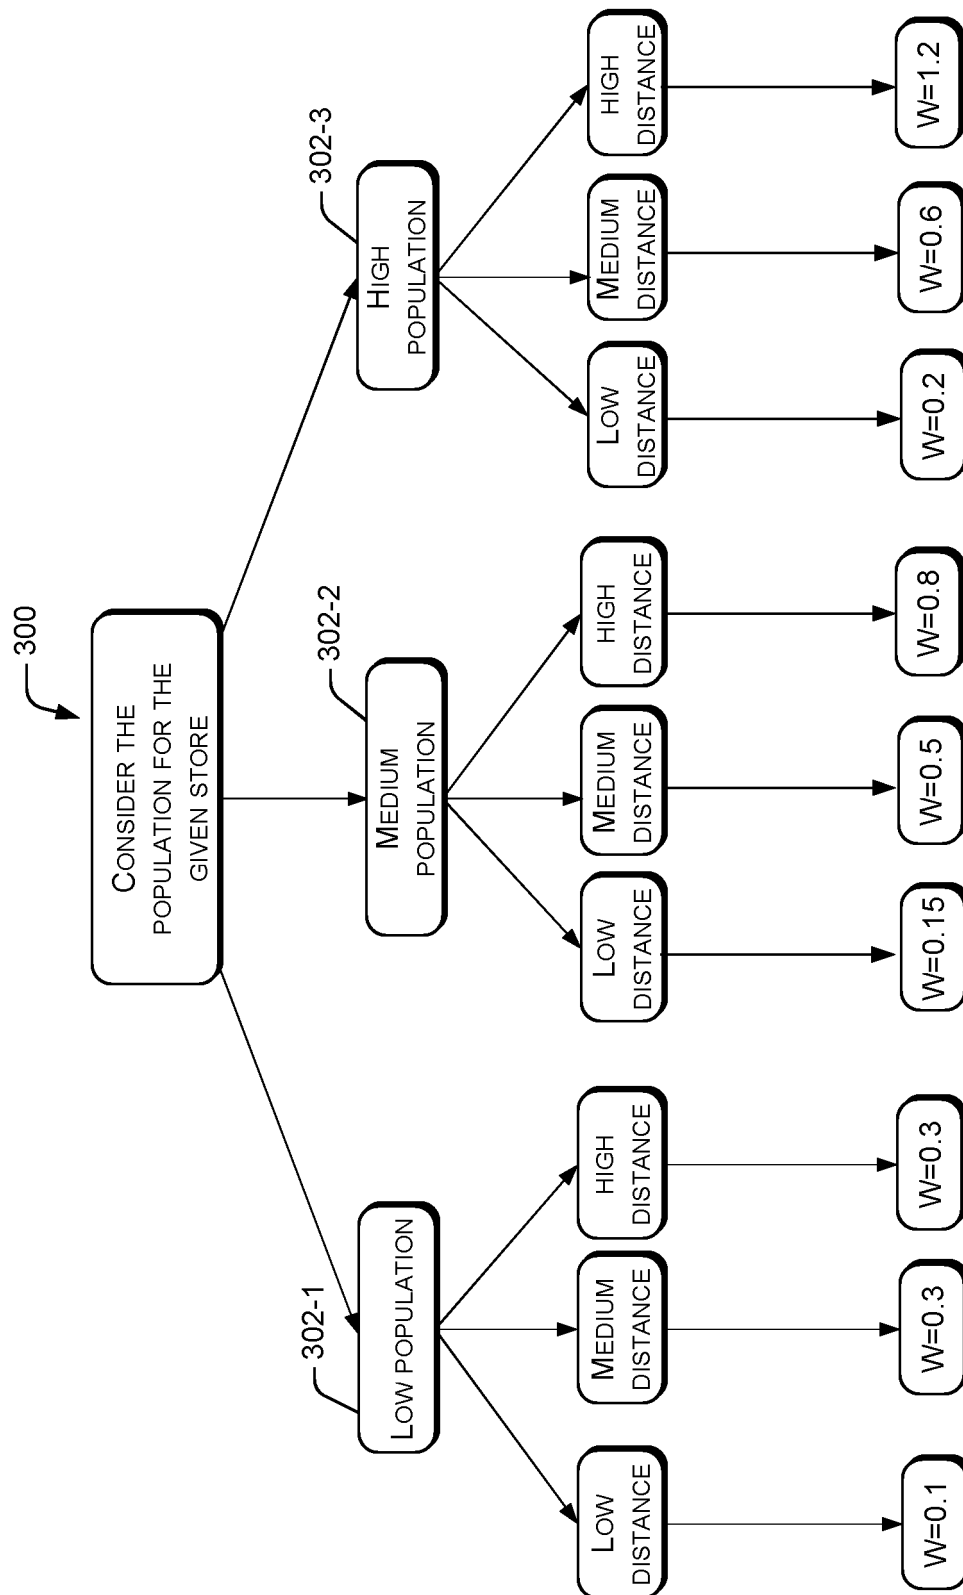 300
CONSIDER THE
POPULATION FOR THE
GIVEN STORE
302-1
LOW POPULATION
302-2
MEDIUM
POPULATION
302-3
HIGH
POPULATION
LOW
DISTANCE
MEDIUM
DISTANCE
HIGH
DISTANCE
LOW
DISTANCE
MEDIUM
DISTANCE
HIGH
DISTANCE
LOW
DISTANCE
MEDIUM
DISTANCE
HIGH
DISTANCE
W=0.1
W=0.3
W=0.3
W=0.15
W=0.5
W=0.8
W=0.2
W=0.6
W=1.2